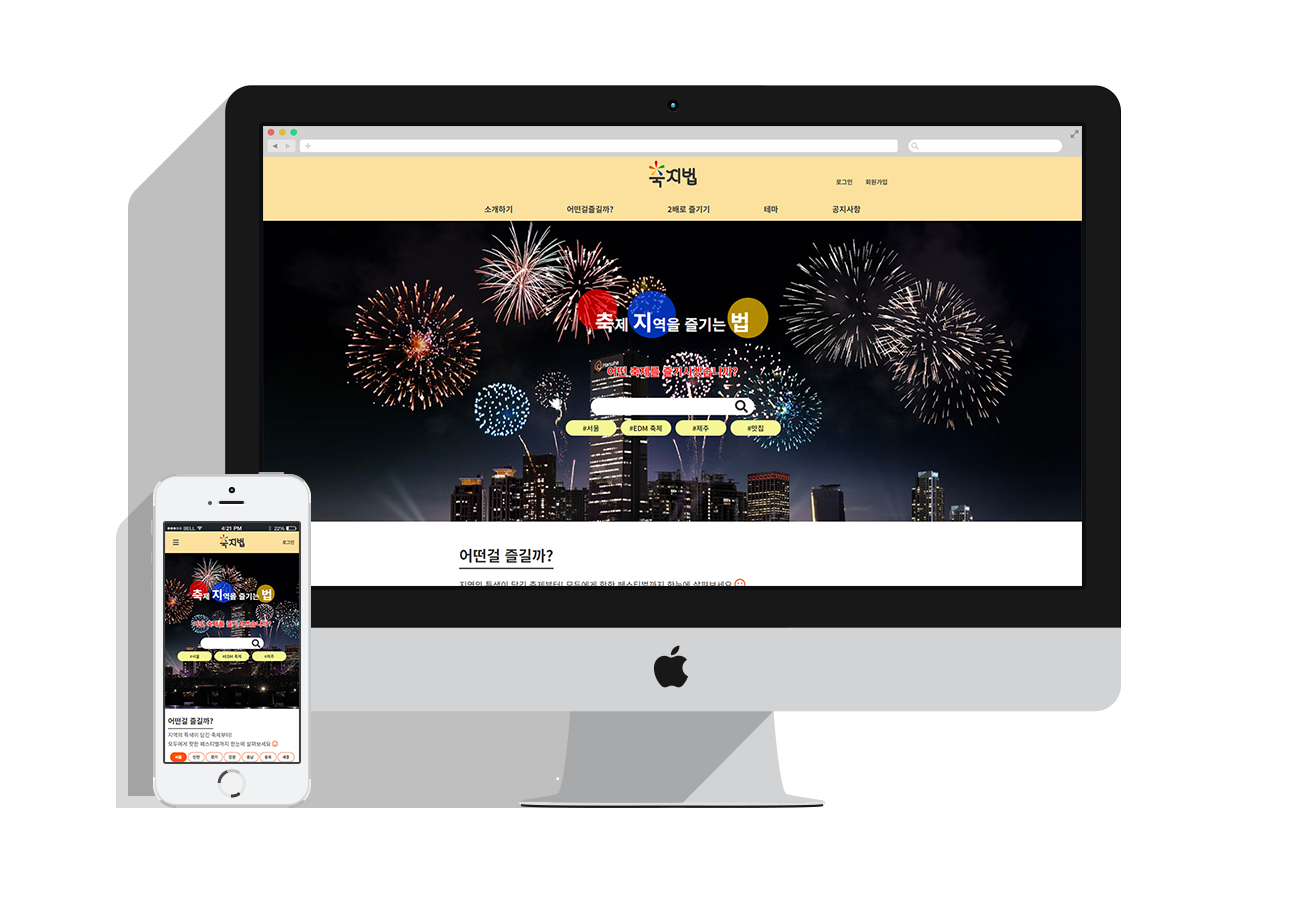 축지법
로그인 회원가입
소개하기 어떤걸즐길까? 2배로 즐기기 테마 공지사항
축제 지역을 즐기는 법
Hanwha
어떤 축제를 즐기시겠습니까?
#서울 #EDM 축제 #제주 #맛집
어떤걸 즐길까?
지역의 특색이 담긴 축제부터! 모두에게 핫한 페스티벌까지 한눈에 살펴보세요
BELL 4:21 PM 22%
축지법 로그인
축제 지역을 즐기는 법
어떤 축제를 즐기시겠습니까?
#서울 #EDM 축제 #제주
어떤걸 즐길까?
지역의 특색이 담긴 축제부터!
모두에게 핫한 페스티벌까지 한눈에 살펴보세요
서울 인천 경기 강원 충남 충북 세종